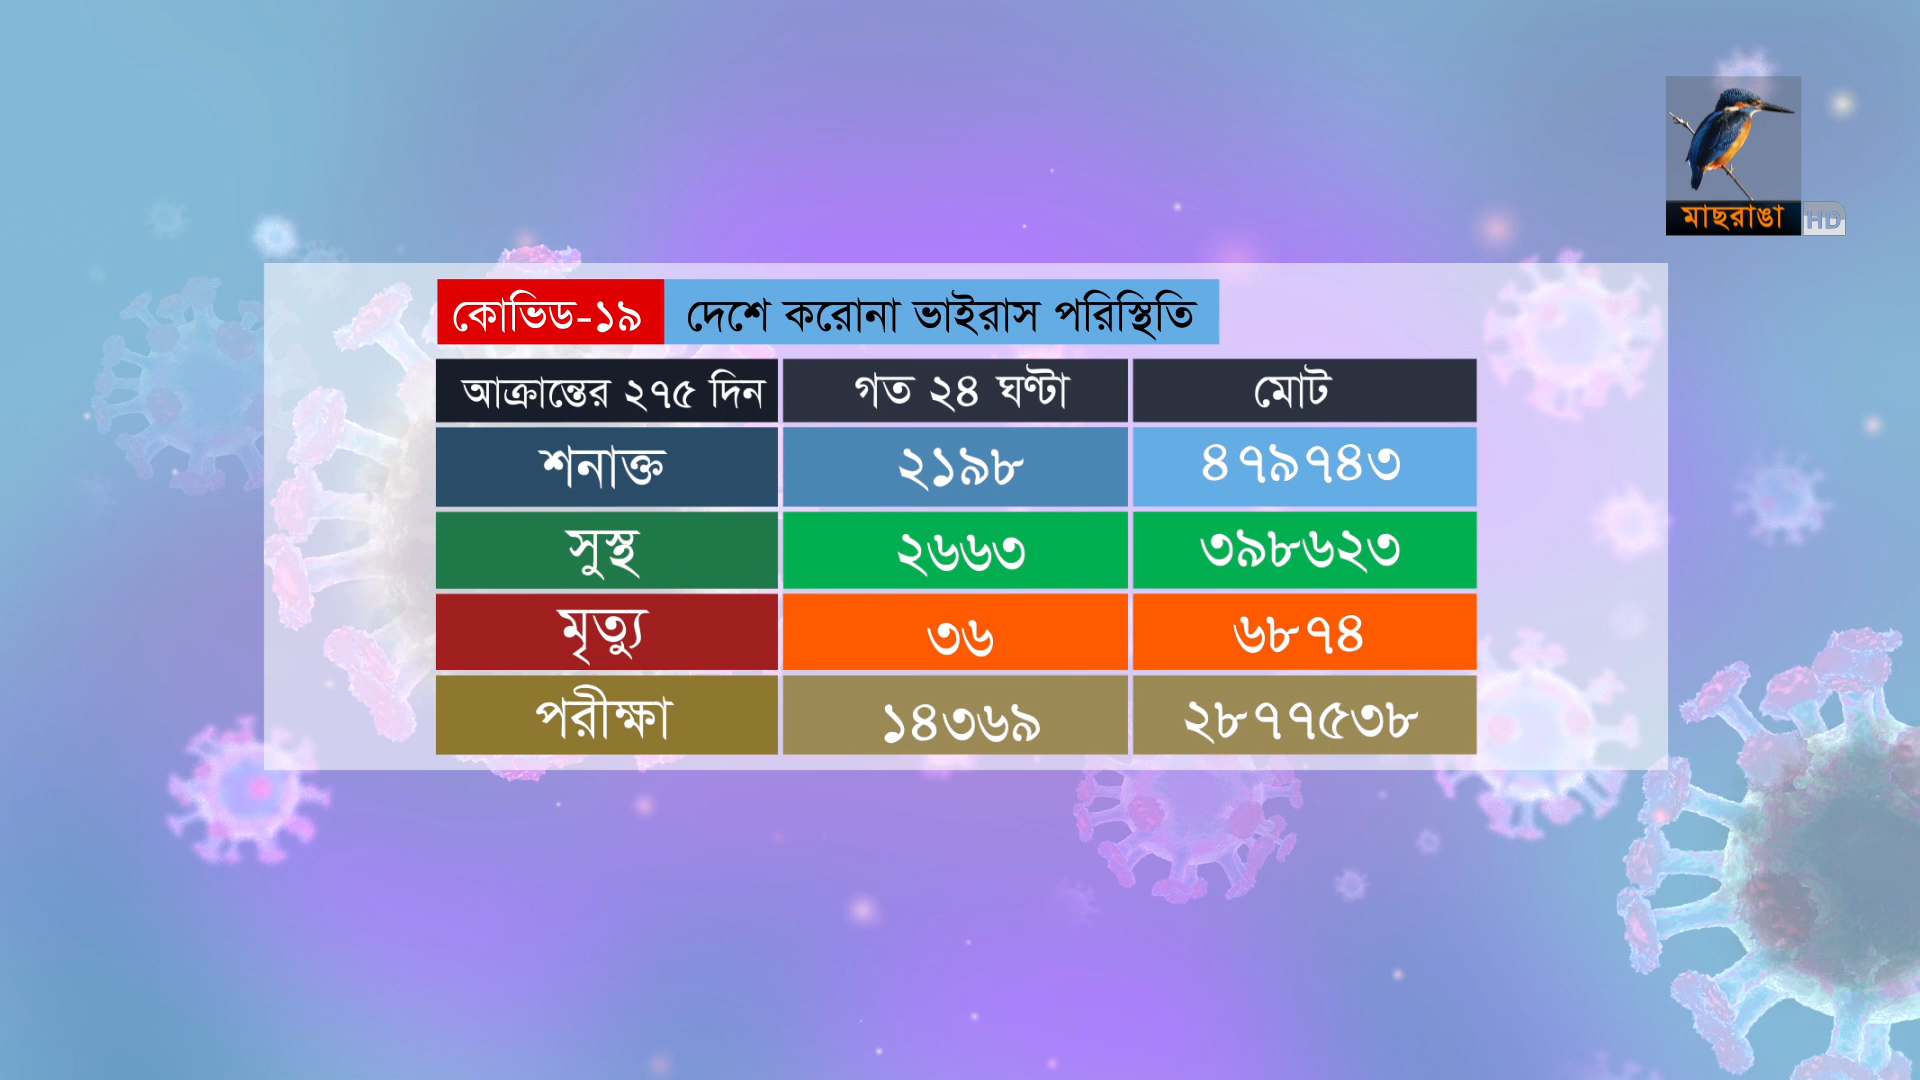 মাছরাঙা HD
কোভিড-১৯ দেশে করোনা ভাইরাস পরিস্থিতি
আক্রান্তের ২৭৫ দিন গত ২৪ ঘণ্টা মোট
শনাক্ত ২১৯৮ ৪৭৯৭৪৩
সুস্থ ২৬৬৩ ৩৯৮৬২৩
মৃত্যু ৩৬ ৬৮৭৪
পরীক্ষা ১৪৩৬৯ ২৮৭৭৫৩৮